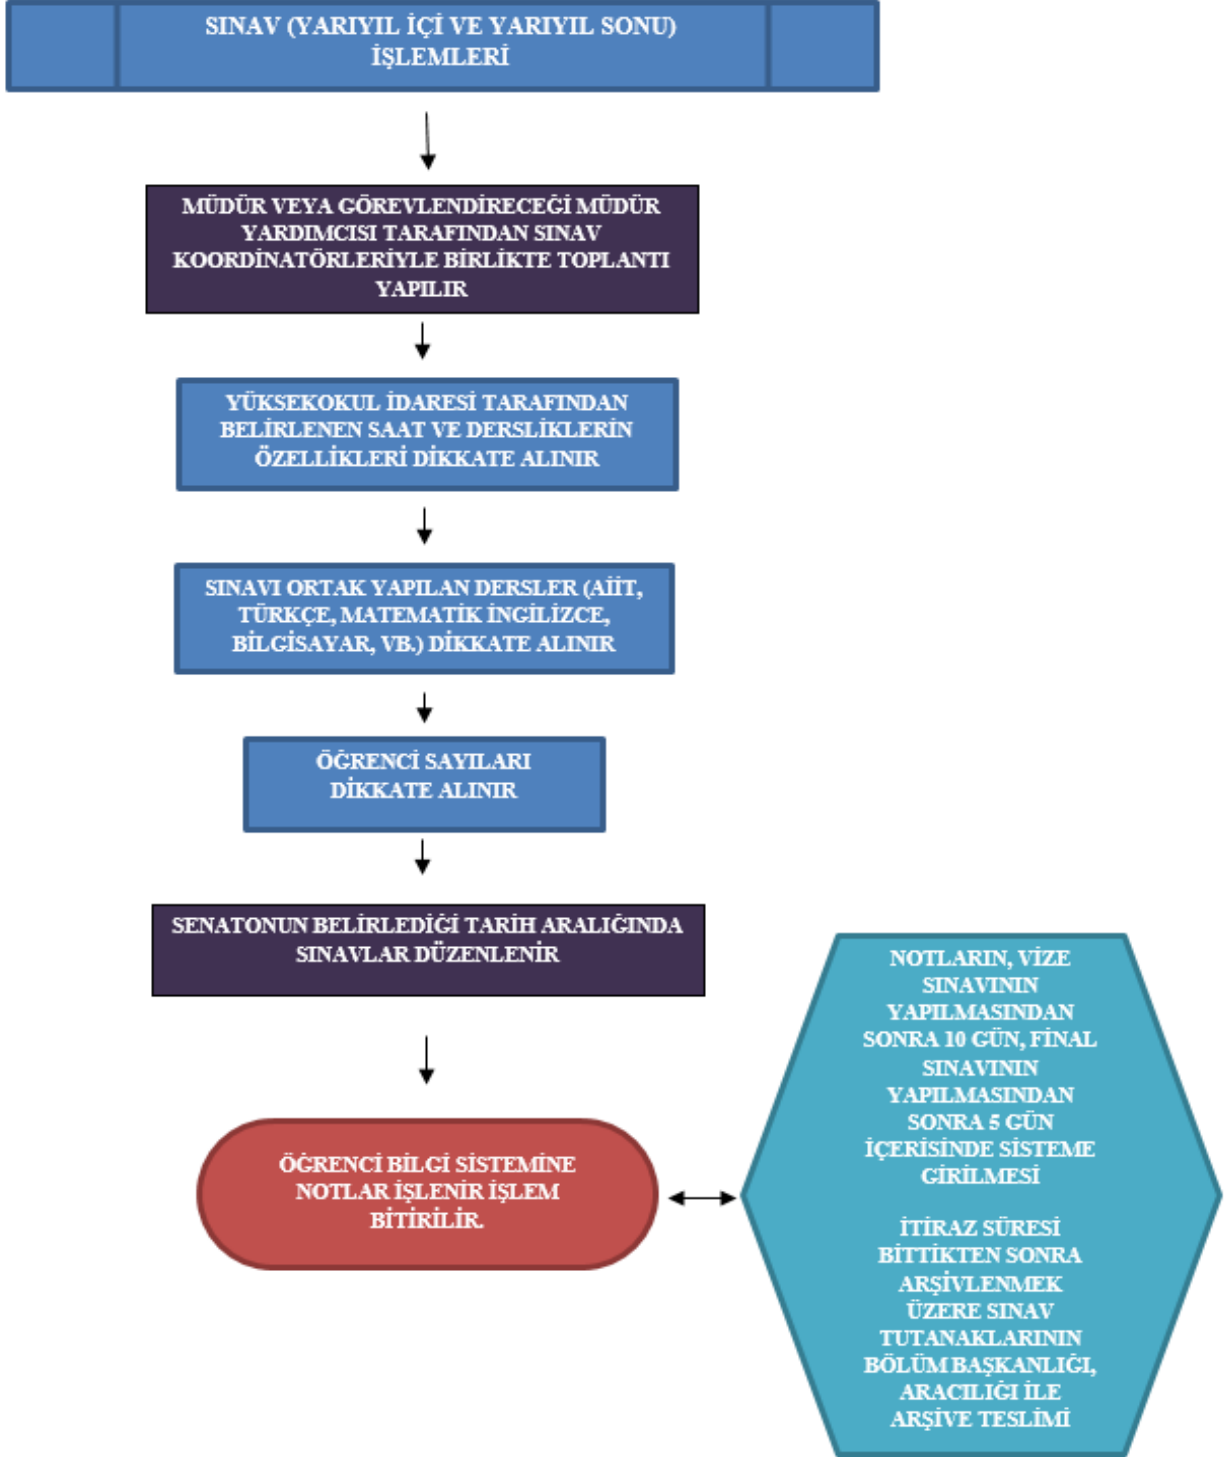 SINAV (YARIYIL İÇİ VE YARIYIL SONU)
İŞLEMLERİ
MÜDÜR VEYA GÖREVLENDİRECEĞİ MÜDÜR
YARDIMCISI TARAFINDAN SINAV
KOORDİNATÖRLERİYLE BİRLİKTE TOPLANTI
YAPILIR
YÜKSEKOKUL İDARESİ TARAFINDAN
BELİRLENEN SAAT VE DERSLİKLERİN
ÖZELLİKLERİ DİKKATE ALINIR
SINAVI ORTAK YAPILAN DERSLER (AİİT,
TÜRKÇE, MATEMATİK İNGİLİZCE,
BİLGİSAYAR, VB.) DİKKATE ALINIR
ÖĞRENCİ SAYILARI
DİKKATE ALINIR
SENATONUN BELİRLEDİĞİ TARİH ARALIĞINDA
SINAVLAR DÜZENLENİR
ÖĞRENCİ BİLGİ SİSTEMİNE
NOTLAR İŞLENİR İŞLEM
BİTİRİLİR.
NOTLARIN, VİZE
SINAVININ
YAPILMASINDAN
SONRA 10 GÜN, FİNAL
SINAVININ
YAPILMASINDAN
SONRA 5 GÜN
İÇERİSİNDE SİSTEME
GİRİLMESİ
İTİRAZ SÜRESİ
BİTTİKTEN SONRA
ARŞİVLENMEK
ÜZERE SINAV
TUTANAKLARININ
BÖLÜM BAŞKANLIĞI,
ARACILIĞI İLE
ARŞİVE TESLİMİ